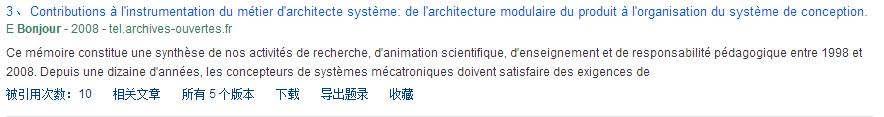 3、 Contributions à l'instrumentation du métier d'architecte système: de l'architecture modulaire du produit à l'organisation du système de conception.
E Bonjour - 2008 - tel.archives-ouvertes.fr
Ce mémoire constitue une synthèse de nos activités de recherche, d'animation scientifique, d'enseignement et de responsabilité pédagogique entre 1998 et
2008. Depuis une dizaine d'années, les concepteurs de systèmes mécatroniques doivent satisfaire des exigences de
被引用次数：10 相关文章 所有 5 个版本 下载 导出题录 收藏